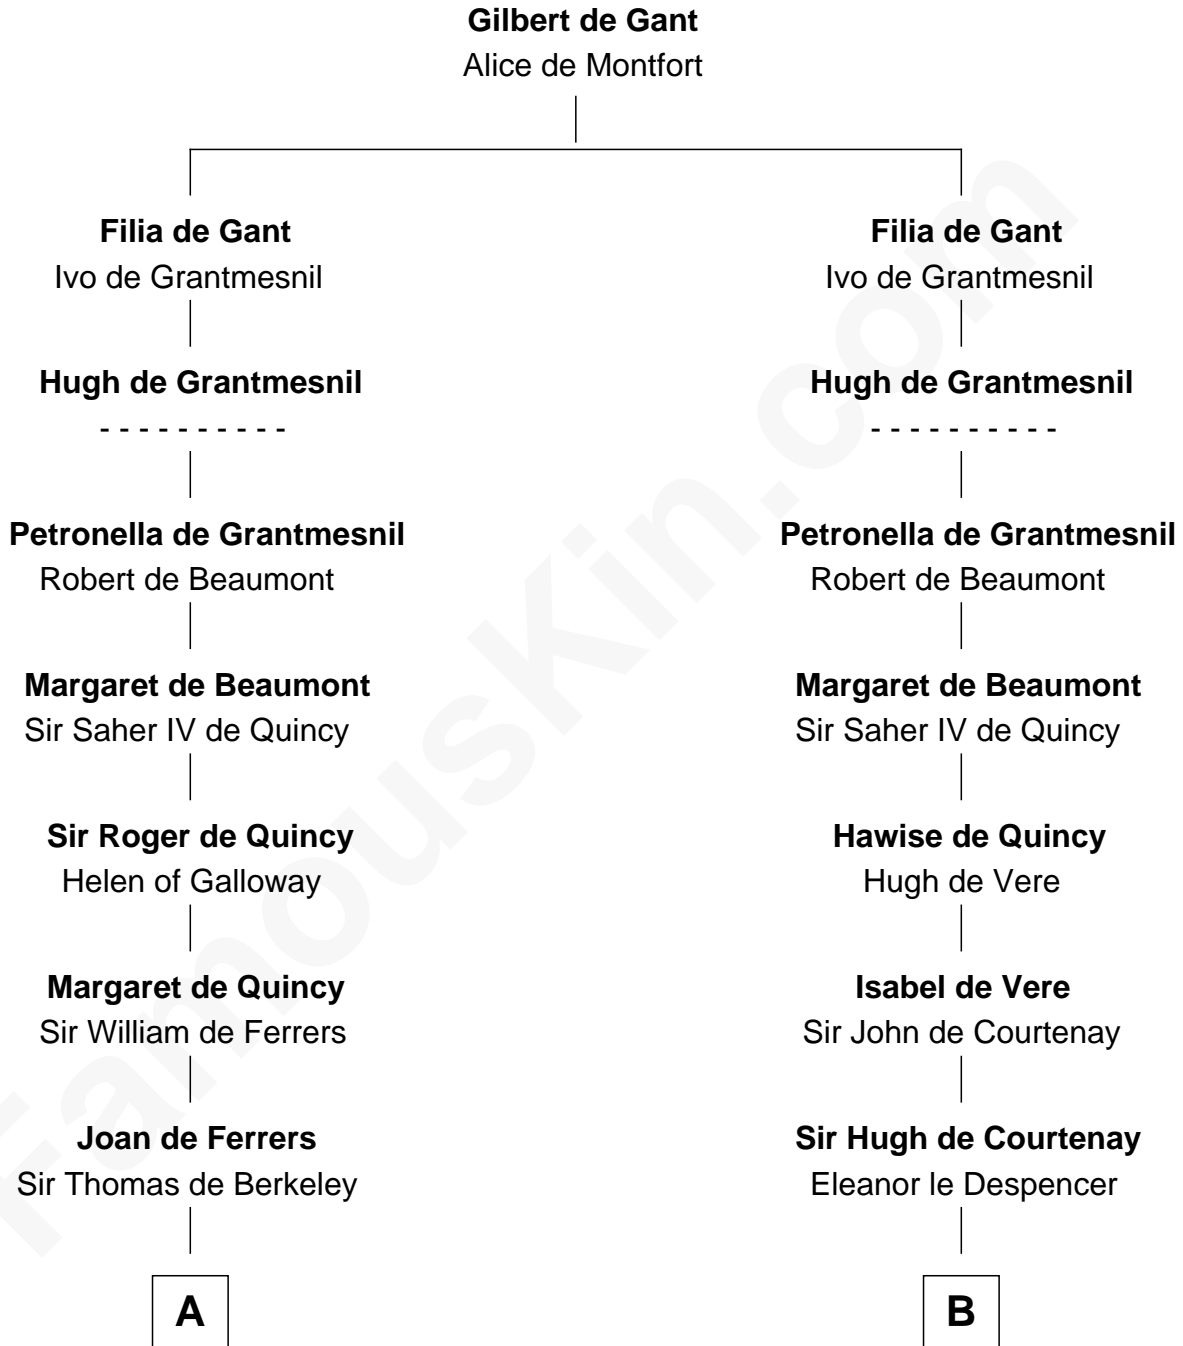 Gilbert de Gant
Alice de Montfort
Filia de Gant
Ivo de Grantmesnil
Hugh de Grantmesnil
- - - - - - - - - -
Petronella de Grantmesnil
Robert de Beaumont
Margaret de Beaumont
Sir Saher IV de Quincy
Sir Roger de Quincy
Helen of Galloway
Margaret de Quincy
Sir William de Ferrers
Joan de Ferrers
Sir Thomas de Berkeley
A
Filia de Gant
Ivo de Grantmesnil
Hugh de Grantmesnil
- - - - - - - - - -
Petronella de Grantmesnil
Robert de Beaumont
Margaret de Beaumont
Sir Saher IV de Quincy
Hawise de Quincy
Hugh de Vere
Isabel de Vere
Sir John de Courtenay
Sir Hugh de Courtenay
Eleanor le Despencer
B
FamousKin.com